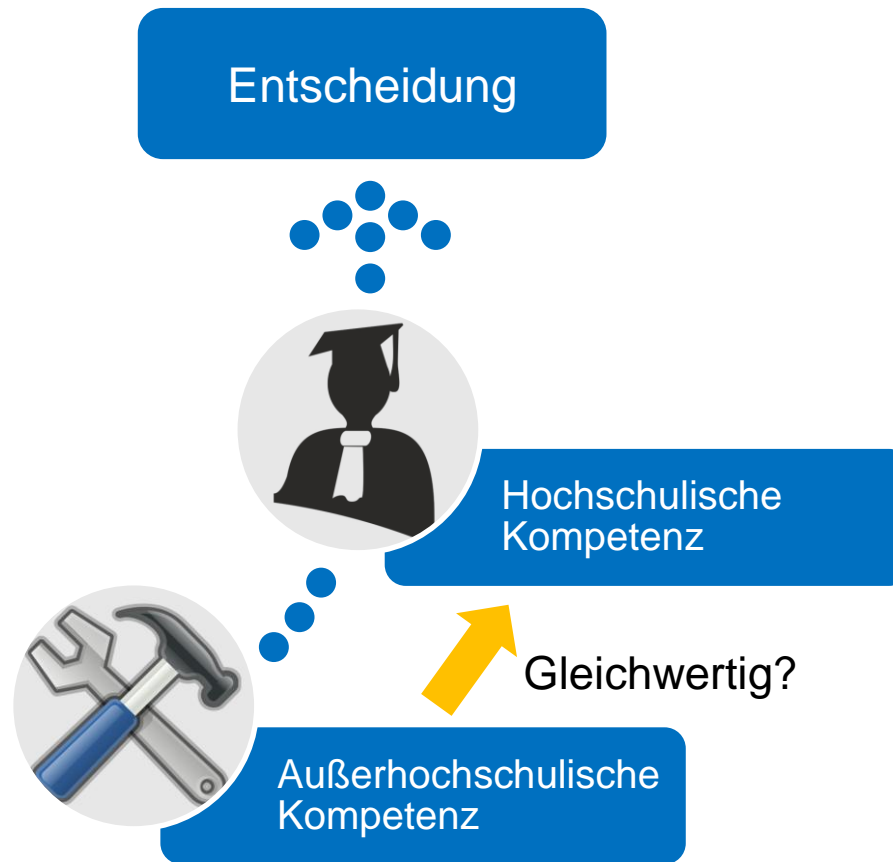 Entscheidung
Hochschulische
Kompetenz
Gleichwertig?
Außerhochschulische
Kompetenz